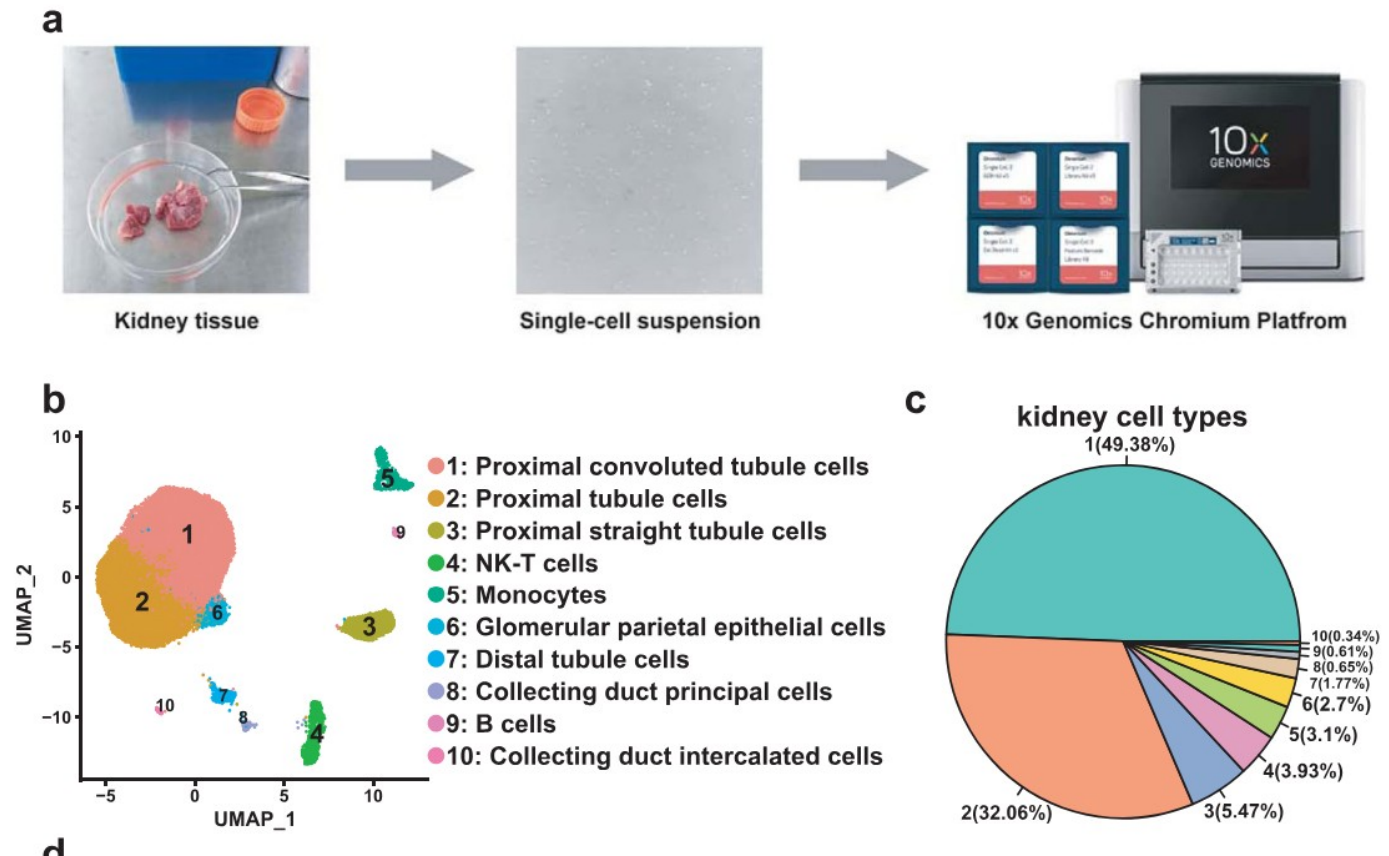 a
10x
GENOMICS
10x
10x
10x
10x
Kidney tissue
Single-cell suspension
10x Genomics Chromium Platfrom
b
10
5
0
−5
−10
−5
0
5
10
UMAP_2
UMAP_1
1
2
3
4
5
6
7
8
9
10
1: Proximal convoluted tubule cells
2: Proximal tubule cells
3: Proximal straight tubule cells
4: NK-T cells
5: Monocytes
6: Glomerular parietal epithelial cells
7: Distal tubule cells
8: Collecting duct principal cells
9: B cells
10: Collecting duct intercalated cells
c
kidney cell types
1(49.38%)
10(0.34%)
9(0.61%)
8(0.65%)
7(1.77%)
6(2.7%)
5(3.1%)
4(3.93%)
3(5.47%)
2(32.06%)